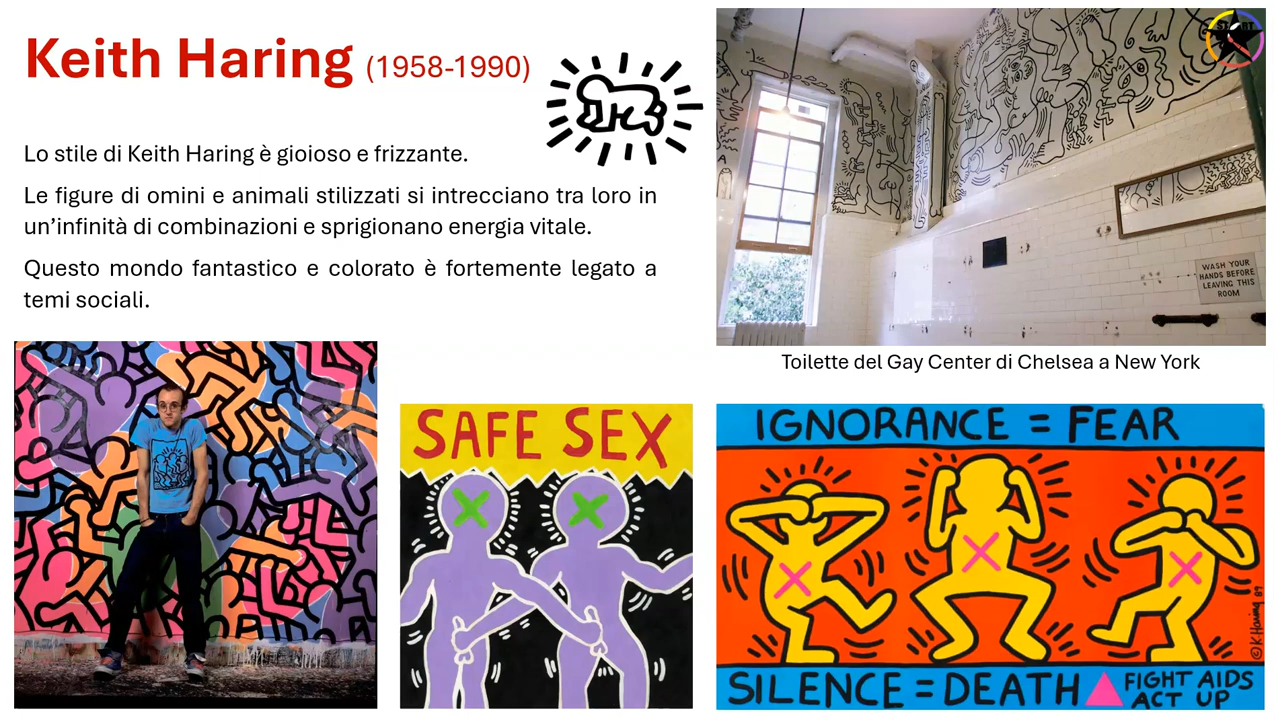 Keith Haring (1958-1990)
Lo stile di Keith Haring è gioioso e frizzante.
Le figure di omini e animali stilizzati si intrecciano tra loro in
un’infinità di combinazioni e sprigionano energia vitale.
Questo mondo fantastico e colorato è fortemente legato a
temi sociali.
START
WASH YOUR
HANDS BEFORE
LEAVING THIS
ROOM
Toilette del Gay Center di Chelsea a New York
SAFE SEX
IGNORANCE = FEAR
© K. Haring 89
SILENCE = DEATH
FIGHT AIDS
ACT UP